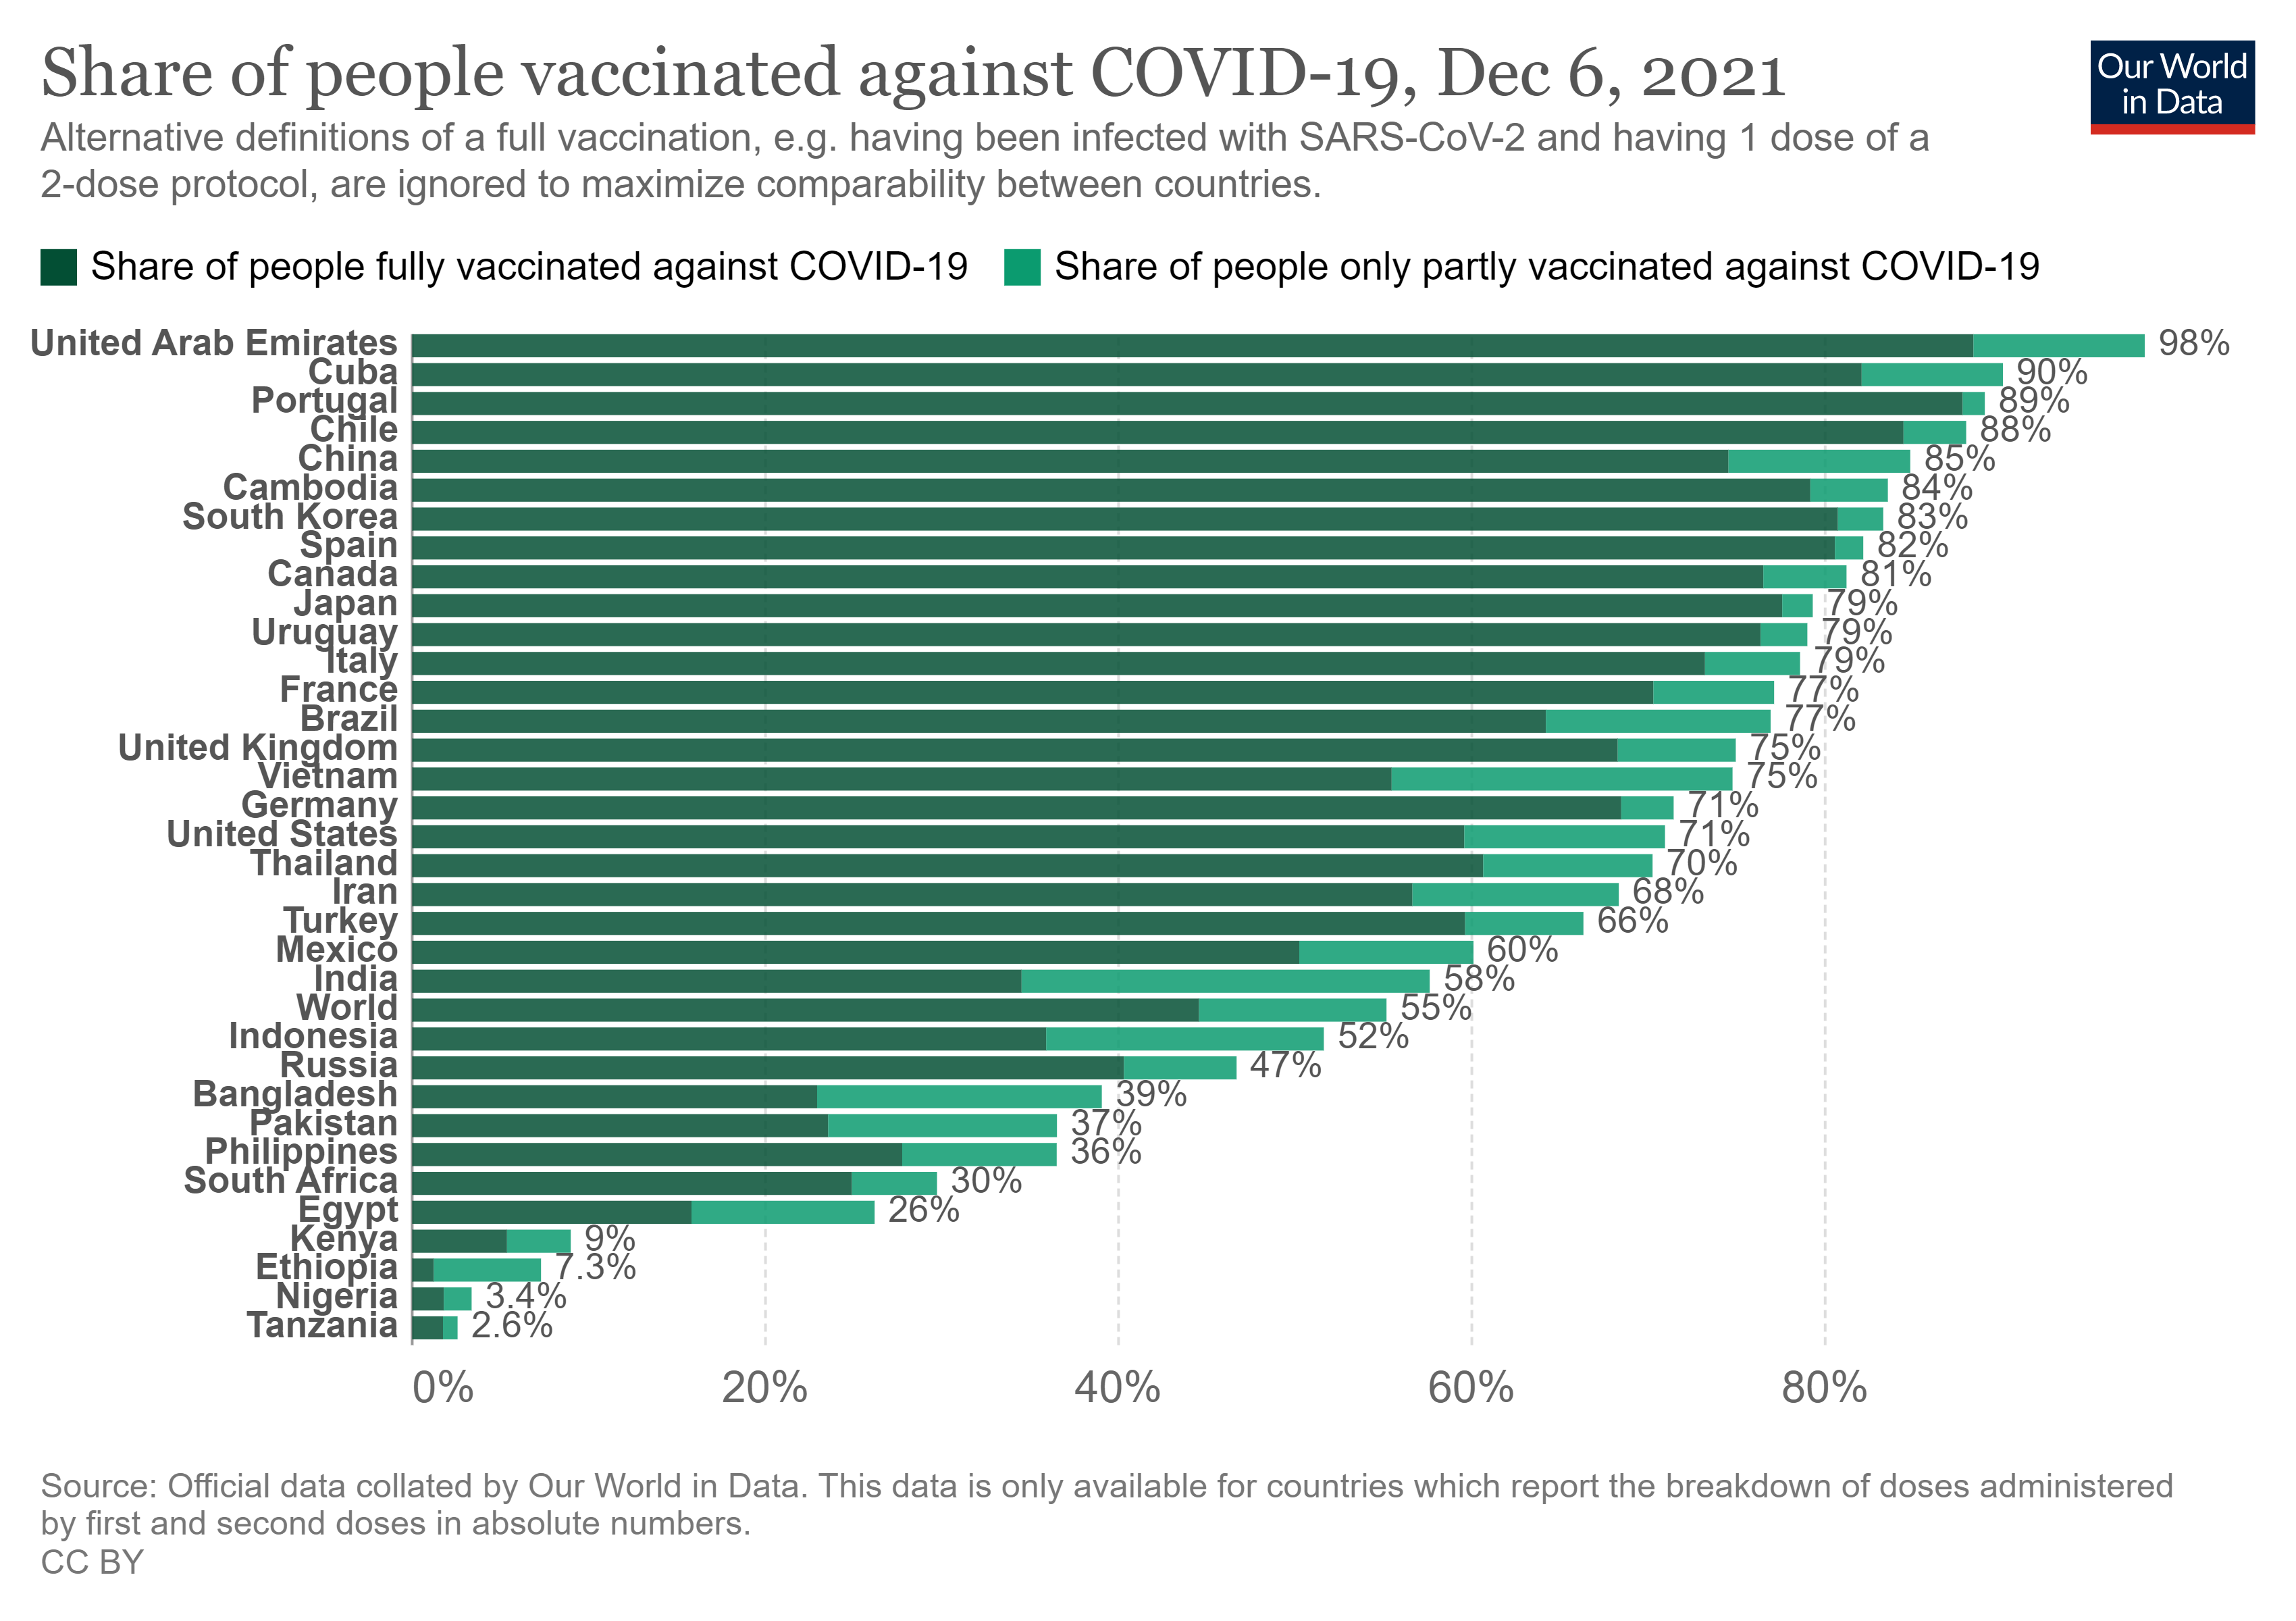 Share of people vaccinated against COVID-19, Dec 6, 2021
Our World
in Data
Alternative definitions of a full vaccination, e.g. having been infected with SARS-CoV-2 and having 1 dose of a
2-dose protocol, are ignored to maximize comparability between countries.
Share of people fully vaccinated against COVID-19 Share of people only partly vaccinated against COVID-19
United Arab Emirates 98%
Cuba 90%
Portugal 89%
Chile 88%
China 85%
Cambodia 84%
South Korea 83%
Spain 82%
Canada 81%
Japan 79%
Uruguay 79%
Italy 79%
France 77%
Brazil 77%
United Kingdom 75%
Vietnam 75%
Germany 71%
United States 71%
Thailand 70%
Iran 68%
Turkey 66%
Mexico 60%
India 58%
World 55%
Indonesia 52%
Russia 47%
Bangladesh 39%
Pakistan 37%
Philippines 36%
South Africa 30%
Egypt 26%
Kenya 9%
Ethiopia 7.3%
Nigeria 3.4%
Tanzania 2.6%
0% 20% 40% 60% 80%
Source: Official data collated by Our World in Data. This data is only available for countries which report the breakdown of doses administered
by first and second doses in absolute numbers.
CC BY